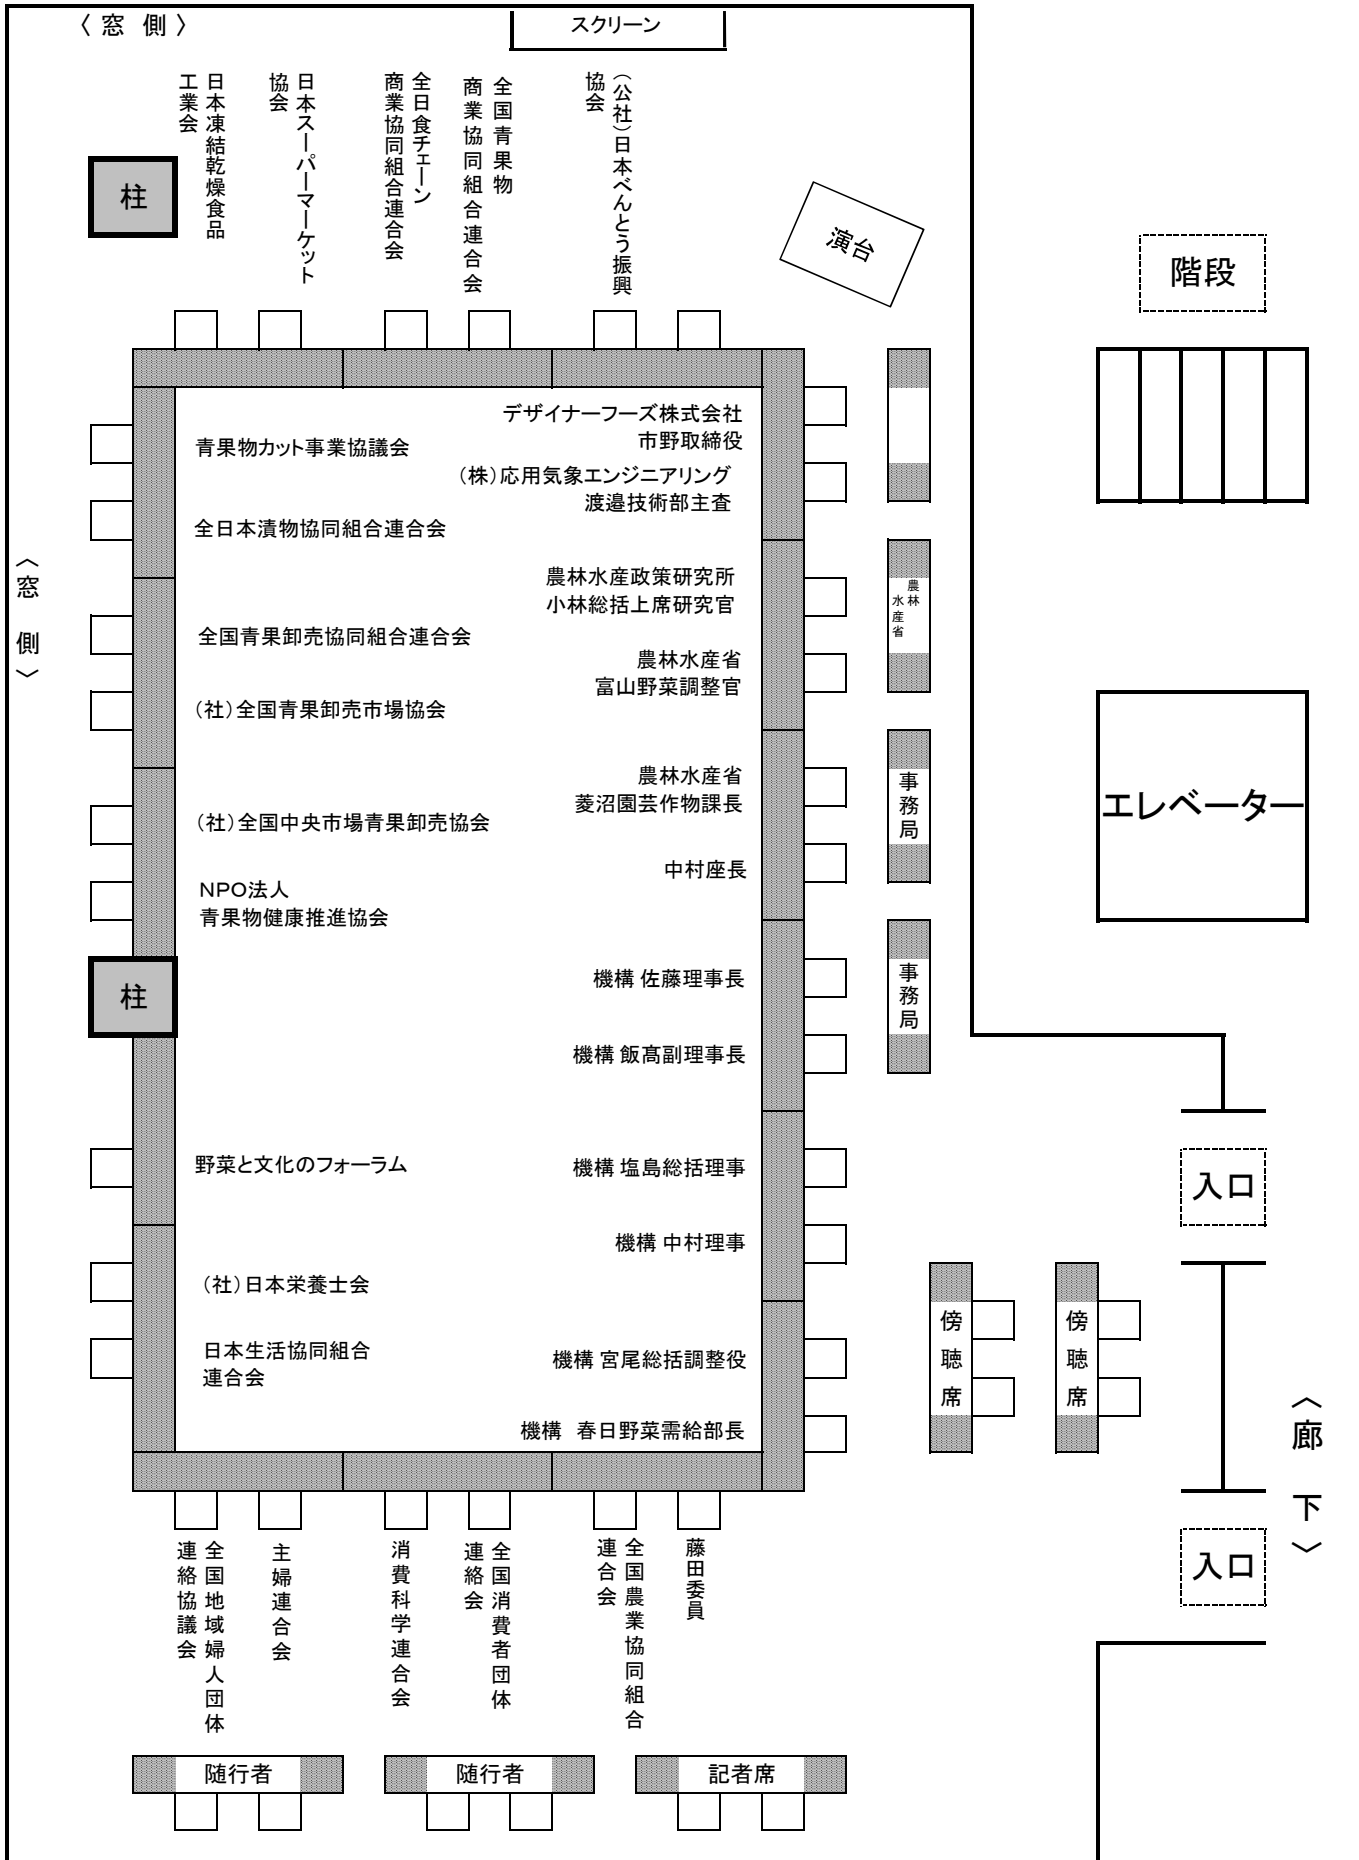 〈 窓 側 〉
スクリーン
日本凍結乾燥食品
工業会
日本スーパーマーケット
協会
全日食チェーン
商業協同組合連合会
全国青果物
商業協同組合連合会
（公社）日本べんとう振興
協会
柱
演台
階段
デザイナーフーズ株式会社
市野取締役
青果物カット事業協議会
（株）応用気象エンジニアリング
渡邉技術部主査
全日本漬物協同組合連合会
〈 窓 側 〉
農林水産政策研究所
小林総括上席研究官
農林
水産省
全国青果卸売協同組合連合会
農林水産省
富山野菜調整官
（社）全国青果卸売市場協会
農林水産省
菱沼園芸作物課長
事務局
エレベーター
（社）全国中央市場青果卸売協会
中村座長
NPO法人
青果物健康推進協会
柱
機構 佐藤理事長
事務局
機構 飯髙副理事長
野菜と文化のフォーラム
機構 塩島総括理事
入口
機構 中村理事
（社）日本栄養士会
傍聴席
傍聴席
日本生活協同組合
連合会
機構 宮尾総括調整役
機構 春日野菜需給部長
〈 廊 下 〉
入口
全国地域婦人団体
連絡協議会
主婦連合会
消費科学連合会
全国消費者団体
連絡会
全国農業協同組合
連合会
藤田委員
随行者
随行者
記者席